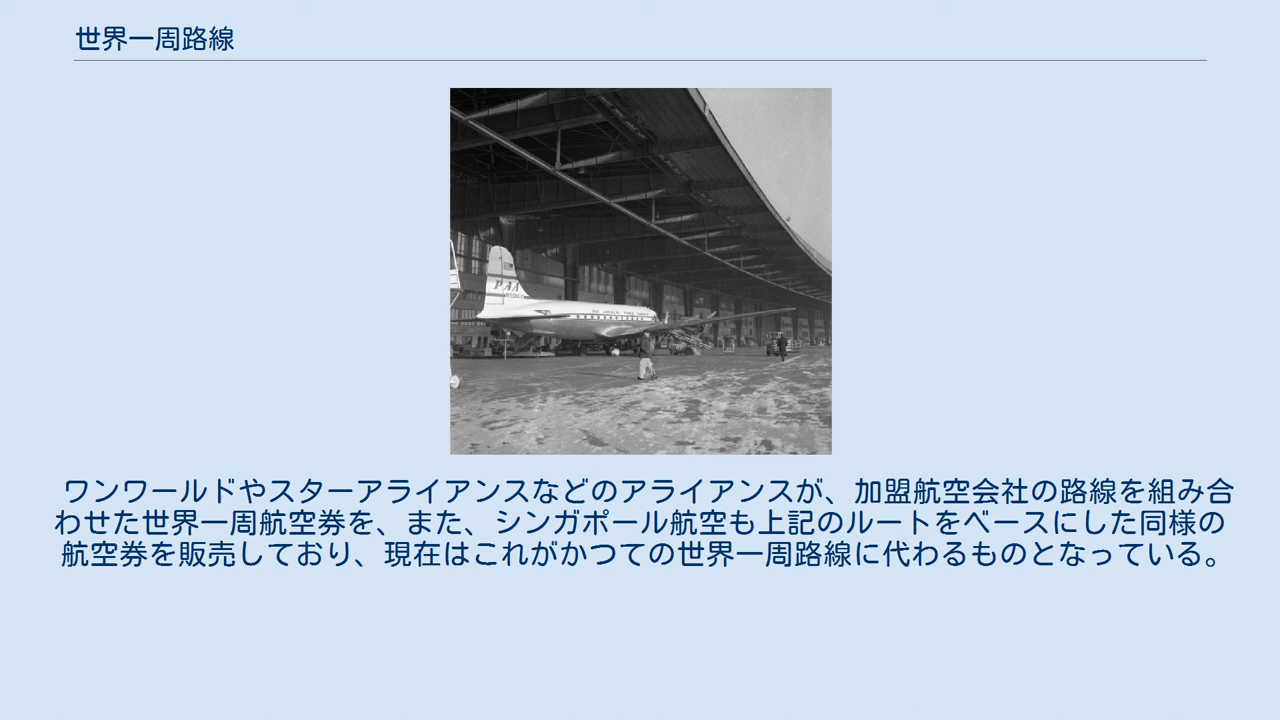 世界一周路線
PAA
ワンワールドやスターアライアンスなどのアライアンスが、加盟航空会社の路線を組み合
わせた世界一周航空券を、また、シンガポール航空も上記のルートをベースにした同様の
航空券を販売しており、現在はこれがかつての世界一周路線に代わるものとなっている。